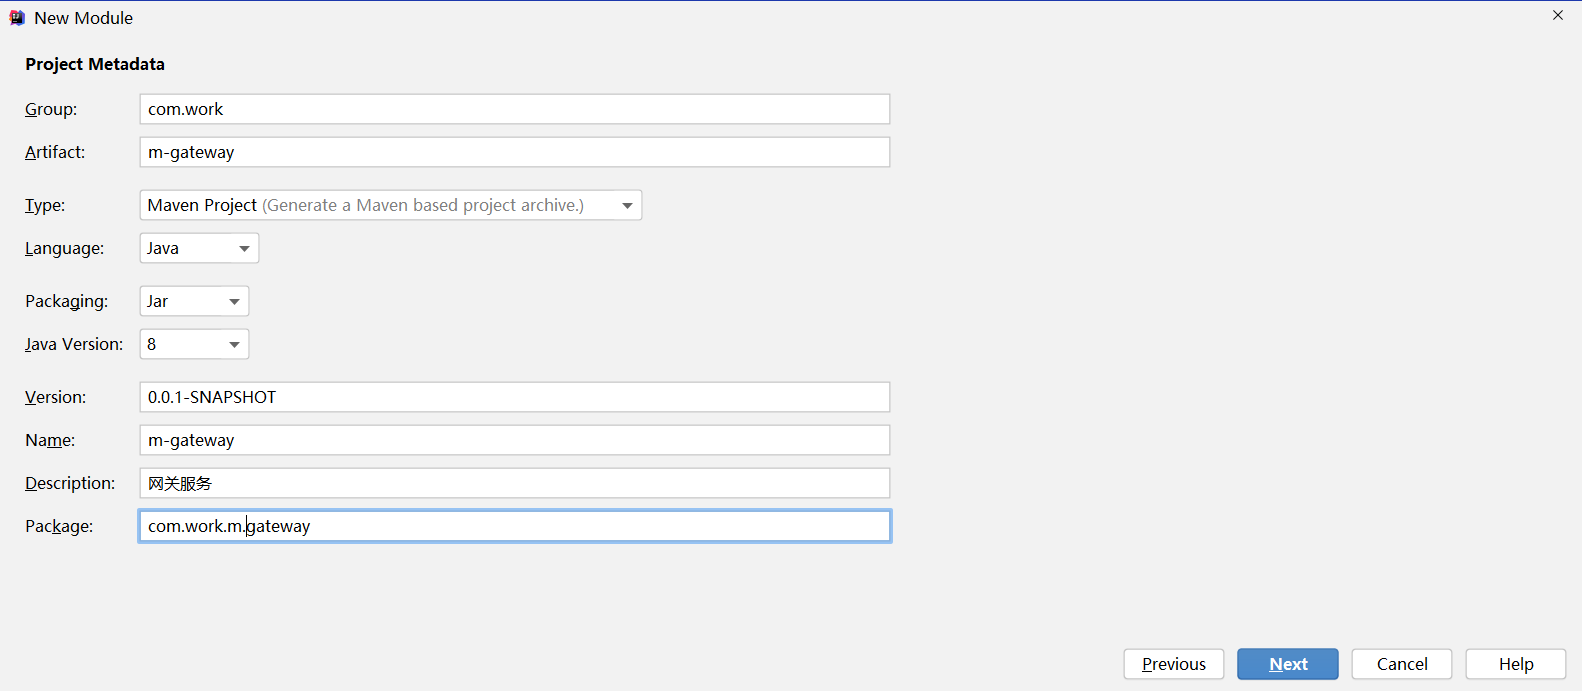 New Module
Project Metadata
Group: com.work
Artifact: m-gateway
Type: Maven Project (Generate a Maven based project archive.)
Language: Java
Packaging: Jar
Java Version: 8
Version: 0.0.1-SNAPSHOT
Name: m-gateway
Description: 网关服务
Package: com.work.m.gateway
Previous Next Cancel Help